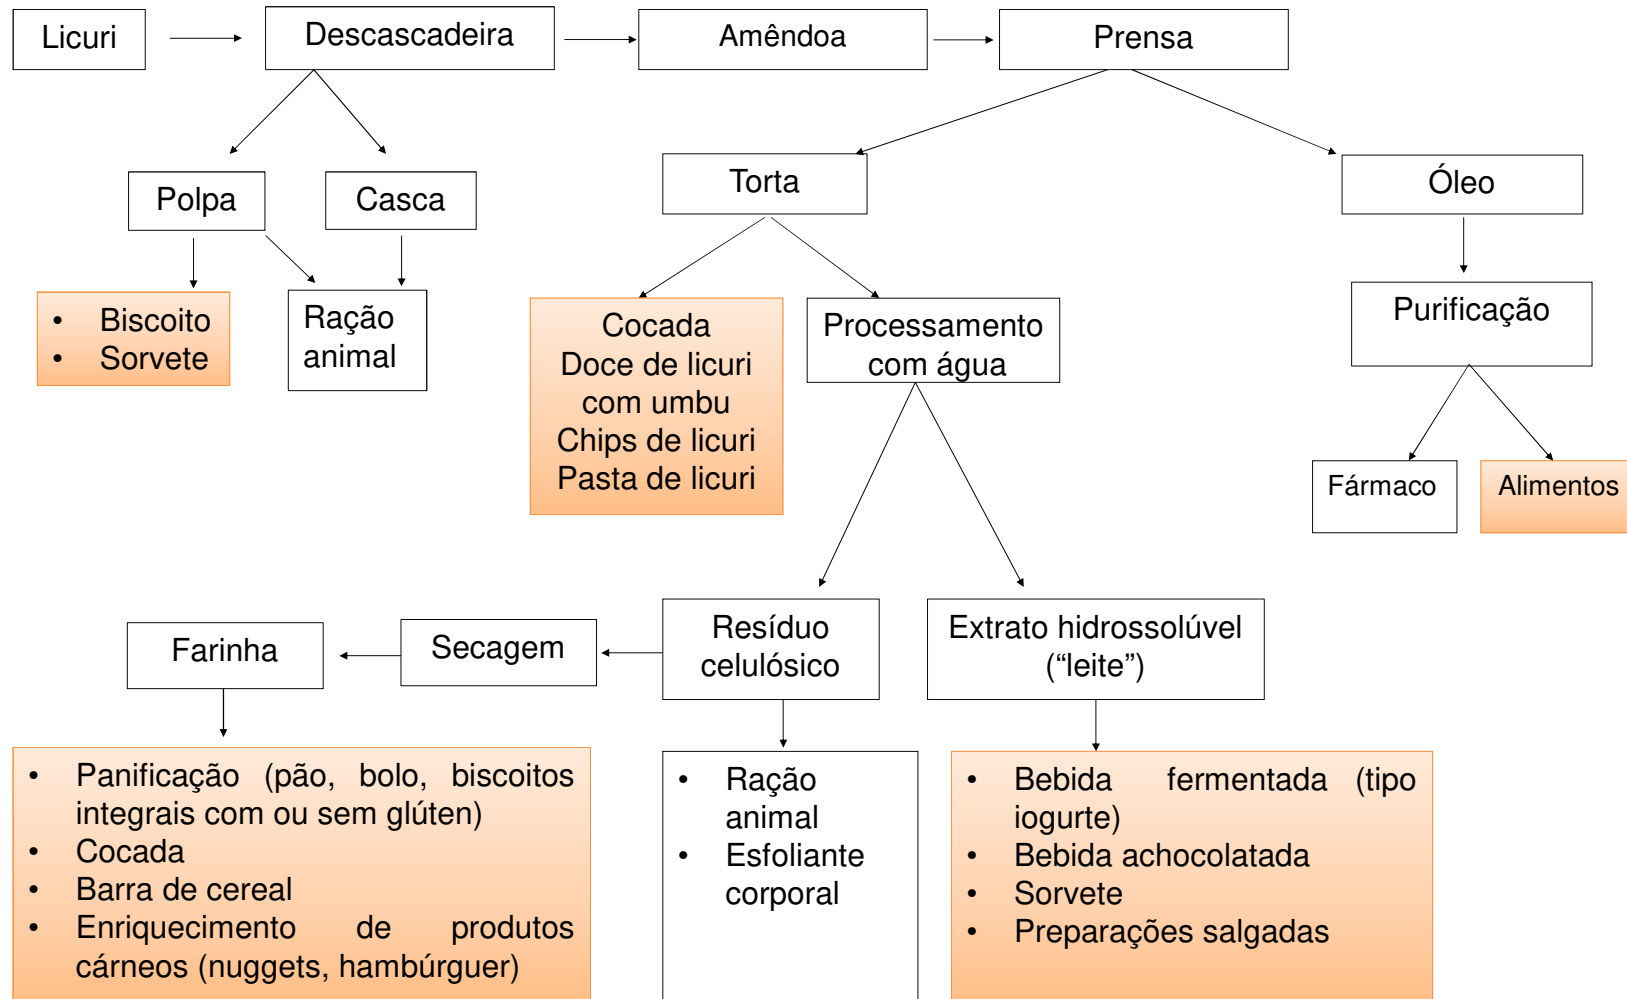 Licuri
Descascadeira
Amêndoa
Prensa
Polpa
Casca
Torta
Óleo
• Biscoito
• Sorvete
Ração
animal
Cocada
Doce de licuri
com umbu
Chips de licuri
Pasta de licuri
Processamento
com água
Purificação
Fármaco
Alimentos
Farinha
Secagem
Resíduo
celulósico
Extrato hidrossolúvel
(“leite”)
• Panificação (pão, bolo, biscoitos
integrais com ou sem glúten)
• Cocada
• Barra de cereal
• Enriquecimento de produtos
cárneos (nuggets, hambúrguer)
• Ração
animal
• Esfoliante
corporal
• Bebida fermentada (tipo
iogurte)
• Bebida achocolatada
• Sorvete
• Preparações salgadas